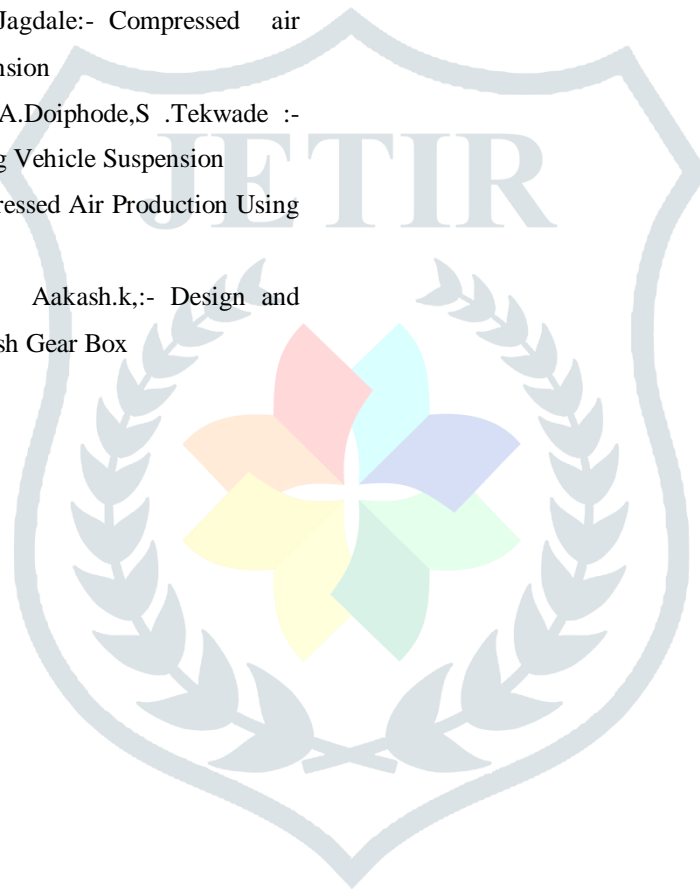 Jagdale:- Compressed air
nsion
A.Doiphode,S .Tekwade :-
g Vehicle Suspension
ressed Air Production Using
Aakash.k,:- Design and
sh Gear Box
JETIR